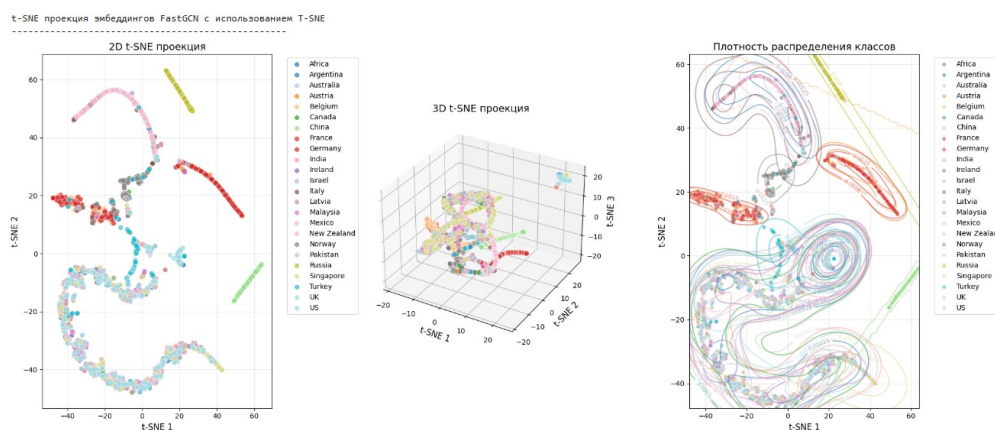 t-SNE проекция эмбеддингов FastGCN с использованием T-SNE
--------------------------------------------------
2D t-SNE проекция
60
40
20
0
−20
−40
t-SNE 2
−40
−20
0
20
40
60
t-SNE 1
Africa
Argentina
Australia
Austria
Belgium
Canada
China
France
Germany
India
Ireland
Israel
Italy
Latvia
Malaysia
Mexico
New Zealand
Norway
Pakistan
Russia
Singapore
Turkey
UK
US
3D t-SNE проекция
20
10
0
−10
−20
t-SNE 3
−20
−10
0
10
20
t-SNE 1
−20
−10
0
10
20
t-SNE 2
Плотность распределения классов
60
40
20
0
−20
−40
t-SNE 2
−40
−20
0
20
40
60
t-SNE 1
Africa
Argentina
Australia
Austria
Belgium
Canada
China
France
Germany
India
Ireland
Israel
Italy
Latvia
Malaysia
Mexico
New Zealand
Norway
Pakistan
Russia
Singapore
Turkey
UK
US